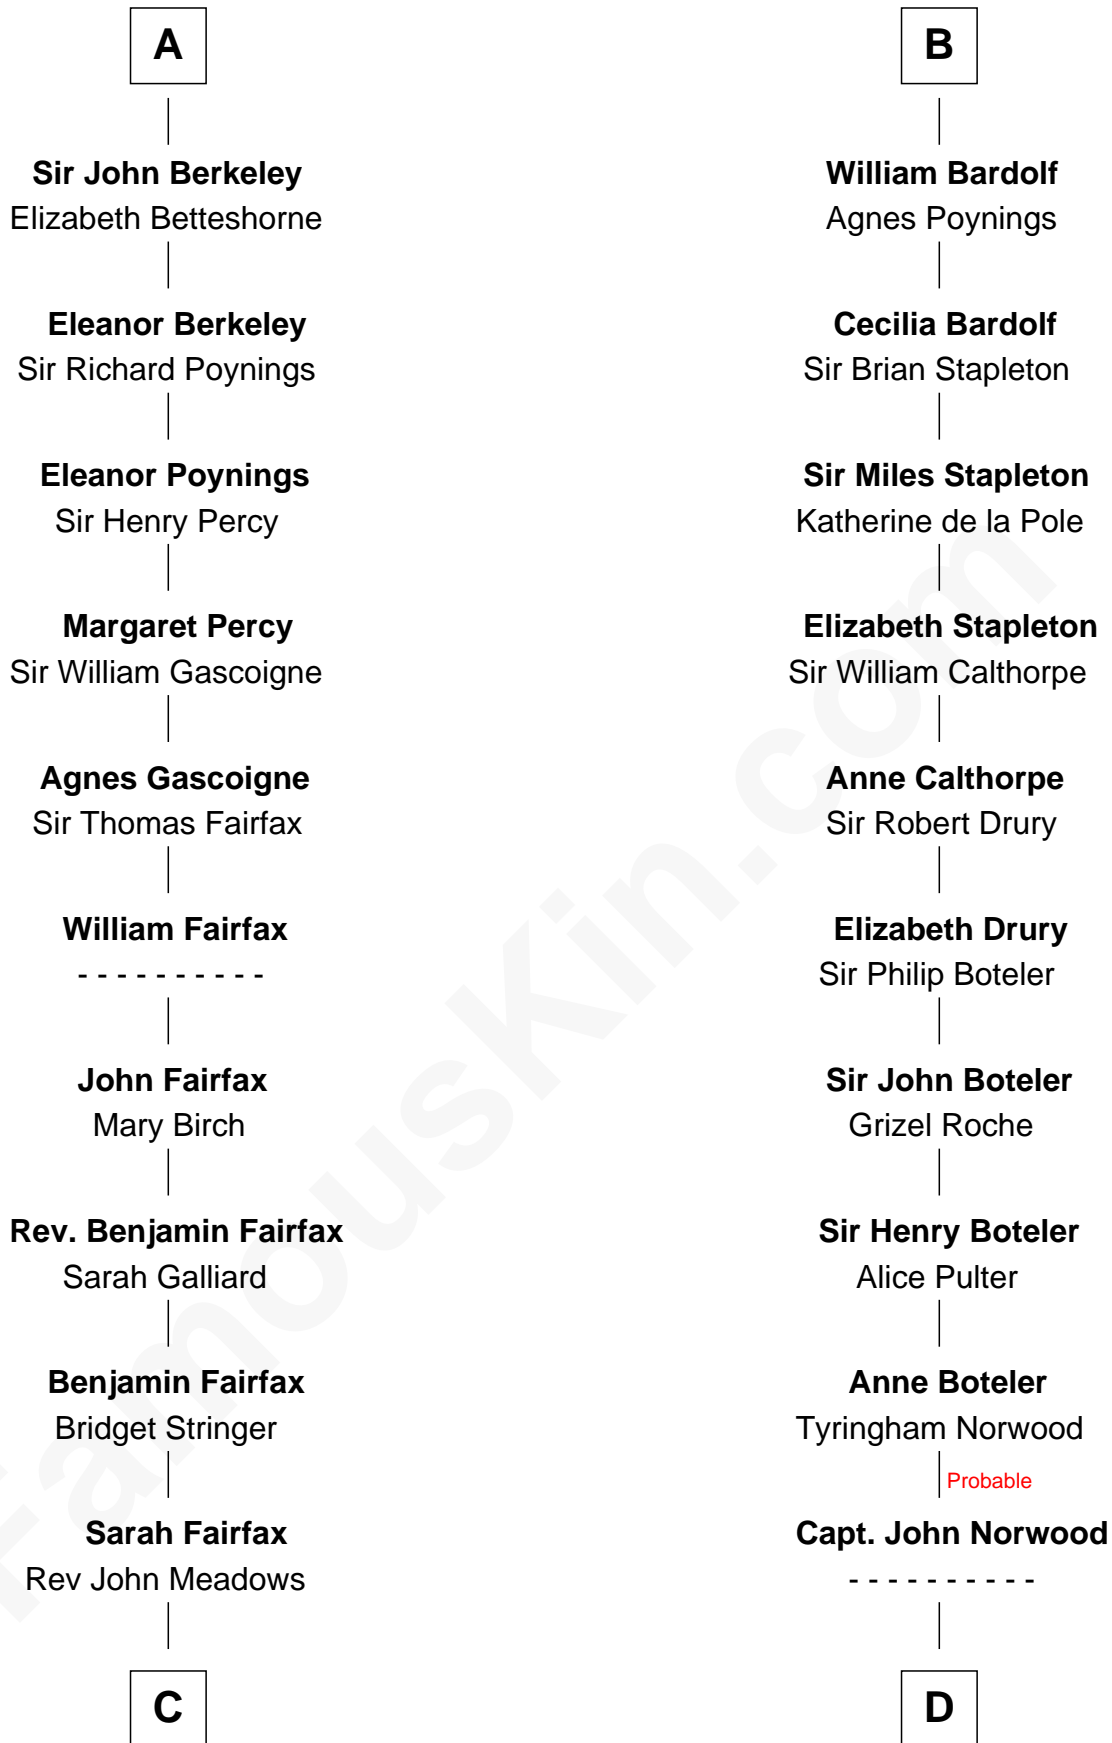 A
Sir John Berkeley
Elizabeth Betteshorne
Eleanor Berkeley
Sir Richard Poynings
Eleanor Poynings
Sir Henry Percy
Margaret Percy
Sir William Gascoigne
Agnes Gascoigne
Sir Thomas Fairfax
William Fairfax
- - - - - - - - - -
John Fairfax
Mary Birch
Rev. Benjamin Fairfax
Sarah Galliard
Benjamin Fairfax
Bridget Stringer
Sarah Fairfax
Rev John Meadows
C
B
William Bardolf
Agnes Poynings
Cecilia Bardolf
Sir Brian Stapleton
Sir Miles Stapleton
Katherine de la Pole
Elizabeth Stapleton
Sir William Calthorpe
Anne Calthorpe
Sir Robert Drury
Elizabeth Drury
Sir Philip Boteler
Sir John Boteler
Grizel Roche
Sir Henry Boteler
Alice Pulter
Anne Boteler
Tyringham Norwood
Probable
Capt. John Norwood
- - - - - - - - - -
D
FamousKin.com